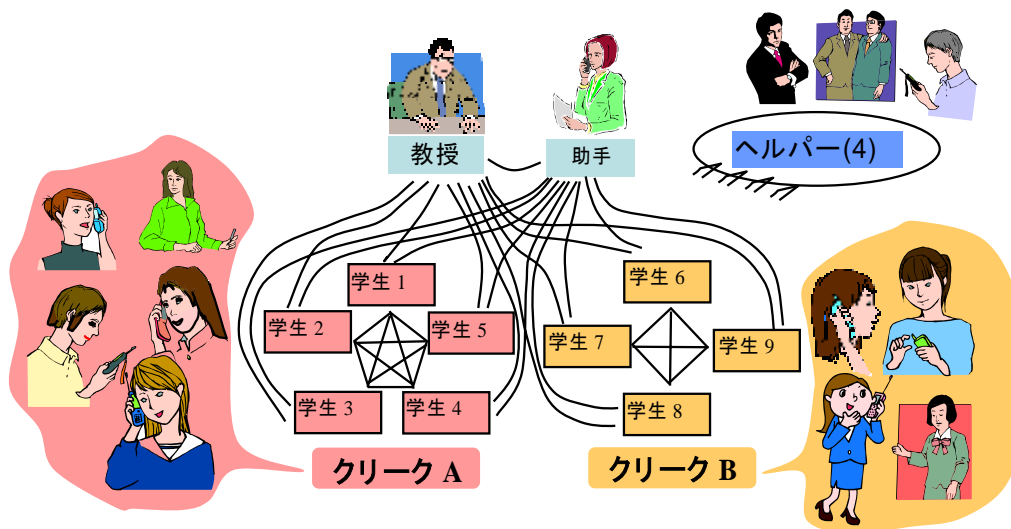 教授
助手
ヘルパー(4)
学生 1
学生 2
学生 5
学生 3
学生 4
学生 6
学生 7
学生 9
学生 8
クリーク A
クリーク B